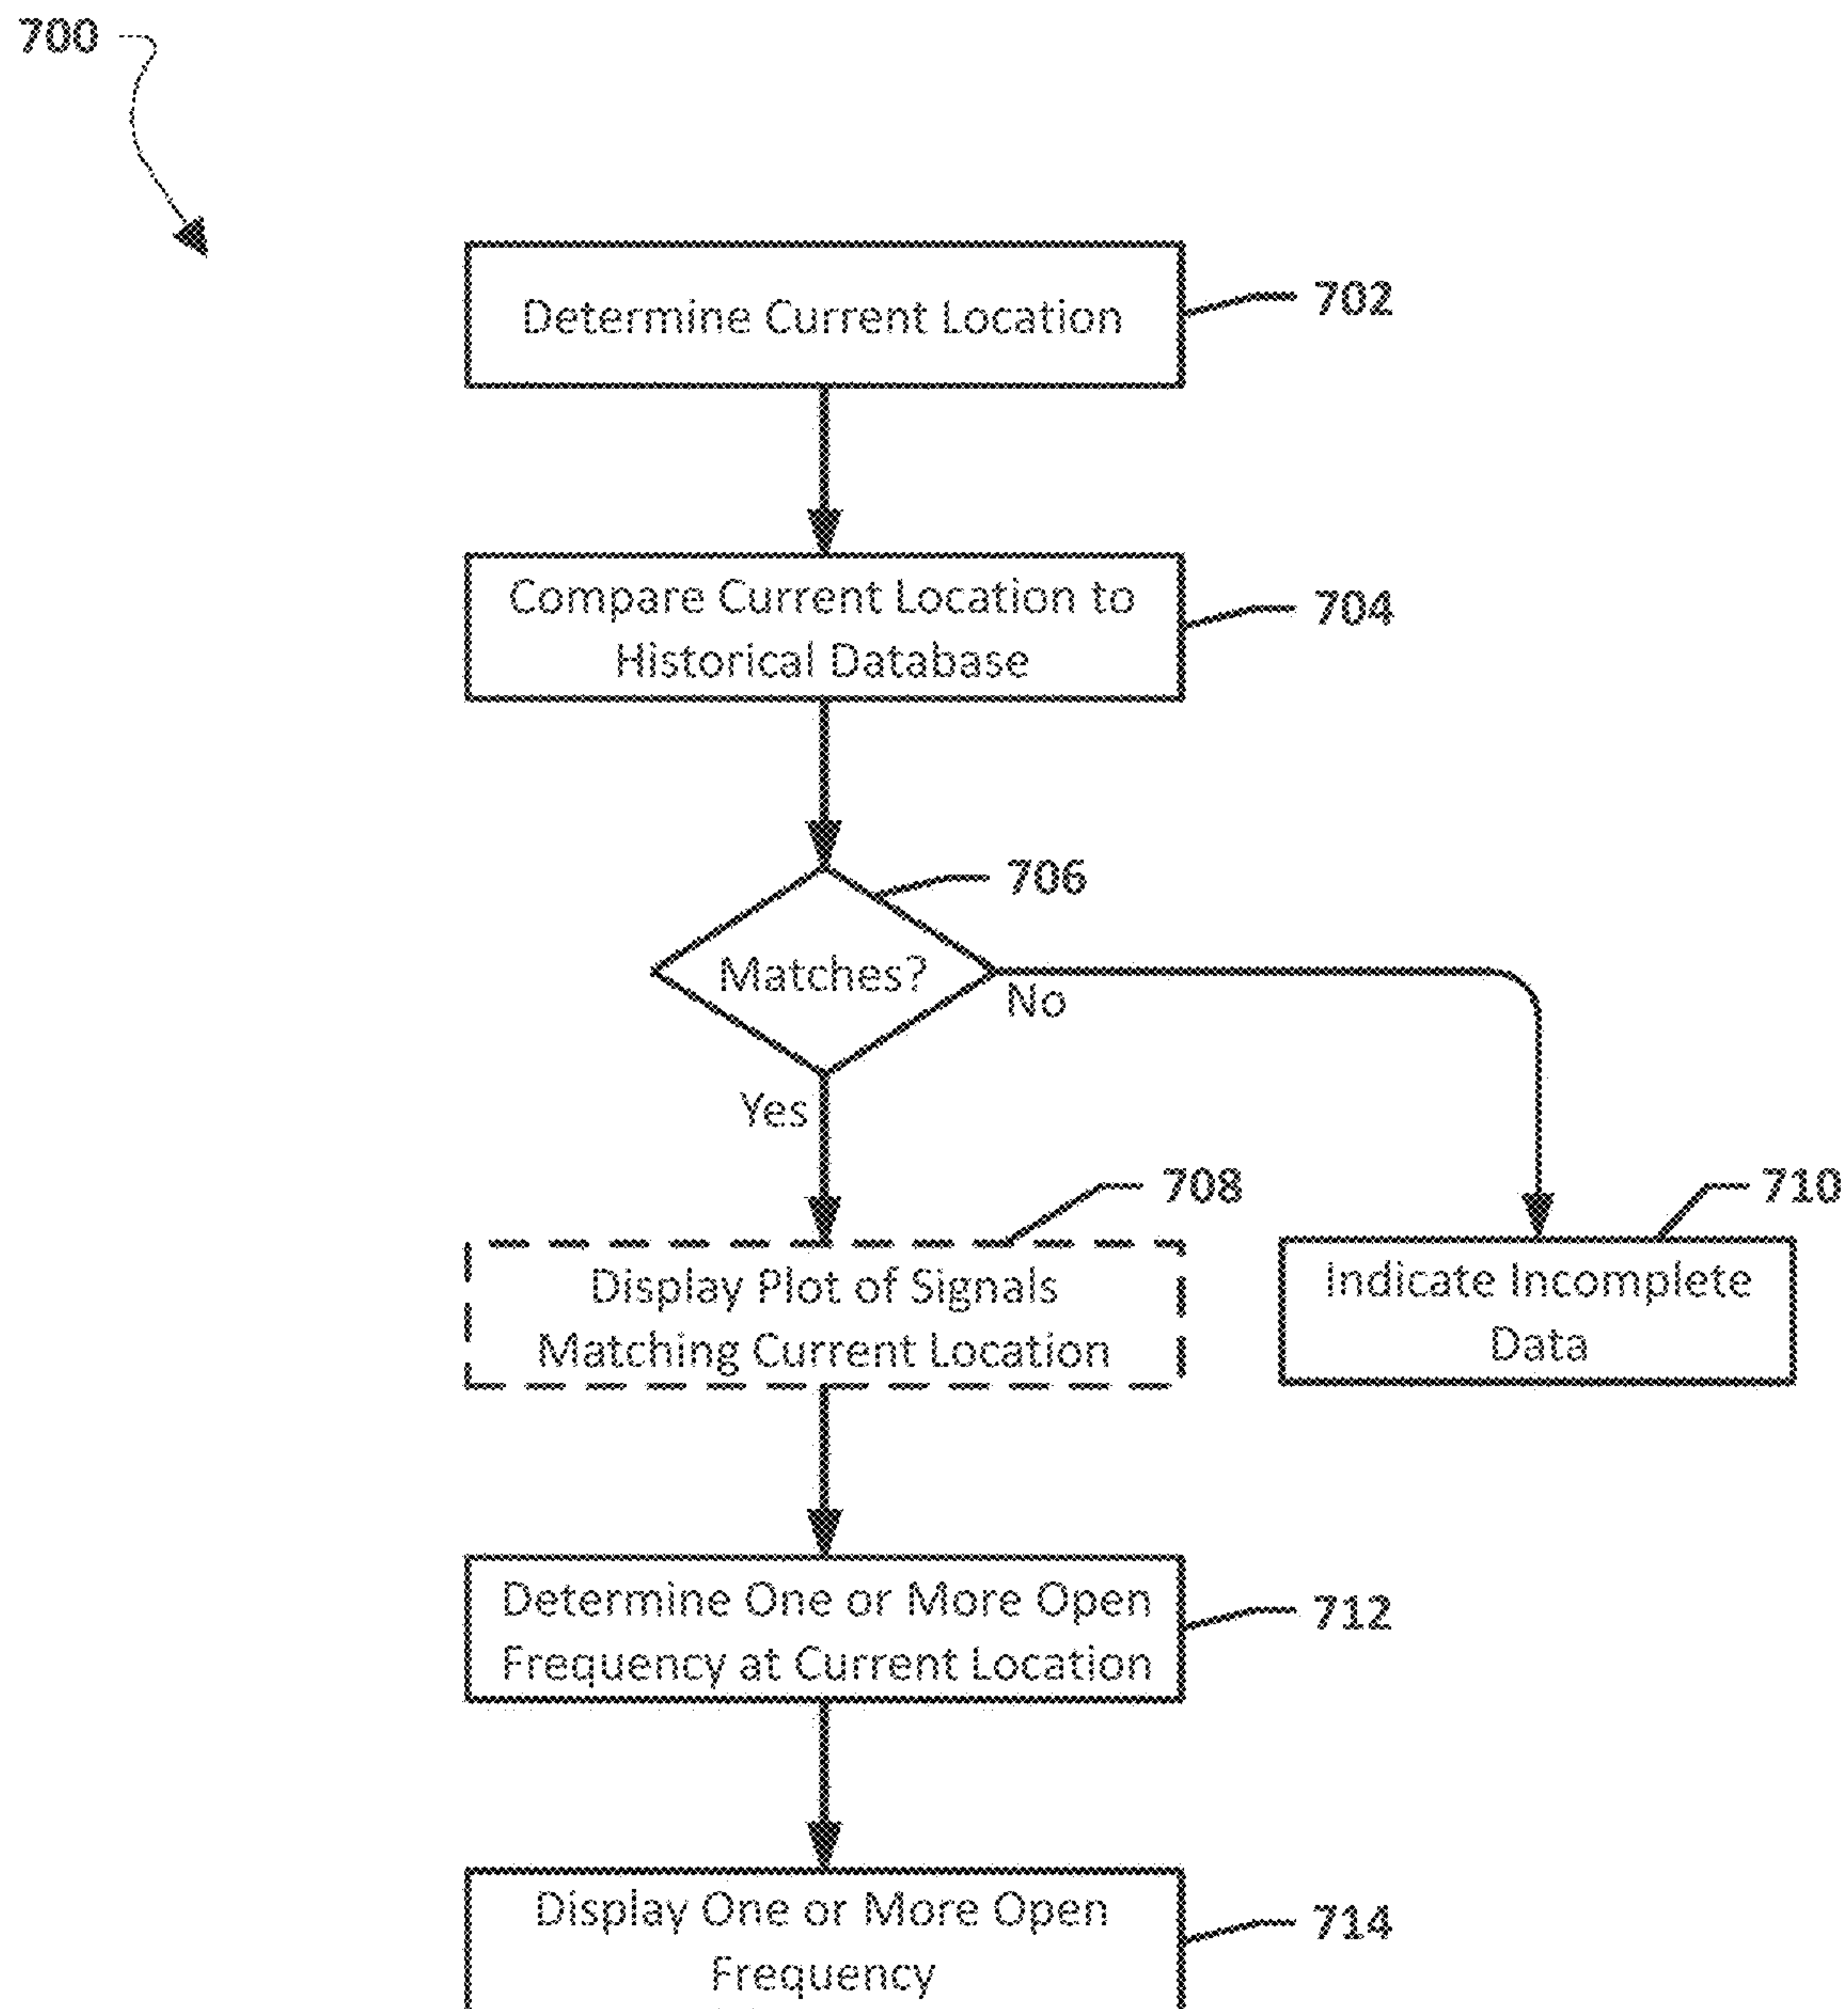 700
Determine Current Location
702
Compare Current Location to
Historical Database
704
706
Matches?
No
Yes
708
Display Plot of Signals
Matching Current Location
710
Indicate Incomplete
Data
Determine One or More Open
Frequency at Current Location
712
Display One or More Open
Frequency
714